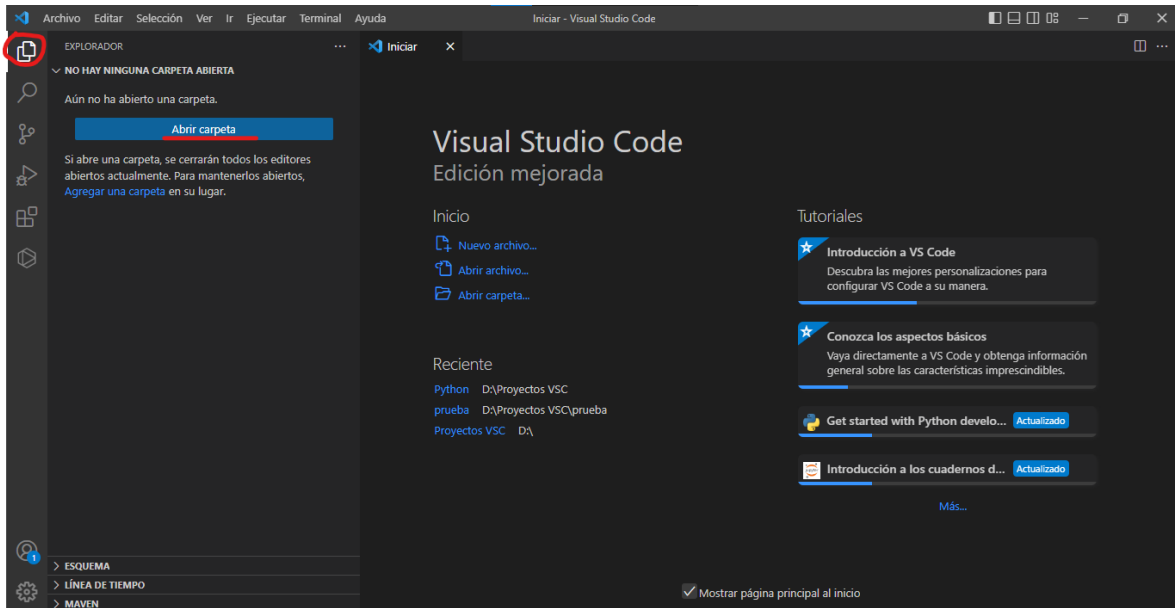 Archivo Editar Selección Ver Ir Ejecutar Terminal Ayuda
Iniciar - Visual Studio Code
EXPLORADOR
Iniciar
NO HAY NINGUNA CARPETA ABIERTA
Aún no ha abierto una carpeta.
Abrir carpeta
Si abre una carpeta, se cerrarán todos los editores
abiertos actualmente. Para mantenerlos abiertos,
Agregar una carpeta en su lugar.
Visual Studio Code
Edición mejorada
Inicio
Nuevo archivo...
Abrir archivo...
Abrir carpeta...
Reciente
Python D:\Proyectos VSC
prueba D:\Proyectos VSC\prueba
Proyectos VSC D:\
Tutoriales
Introducción a VS Code
Descubra las mejores personalizaciones para
configurar VS Code a su manera.
Conozca los aspectos básicos
Vaya directamente a VS Code y obtenga información
general sobre las características imprescindibles.
Get started with Python develo... Actualizado
Introducción a los cuadernos d... Actualizado
Más...
1
ESQUEMA
LÍNEA DE TIEMPO
MAVEN
Mostrar página principal al inicio